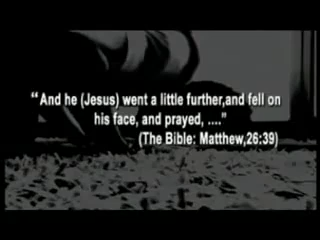 “And he (Jesus) went a little further,and fell on
his face, and prayed, ....”
(The Bible: Matthew,26:39)